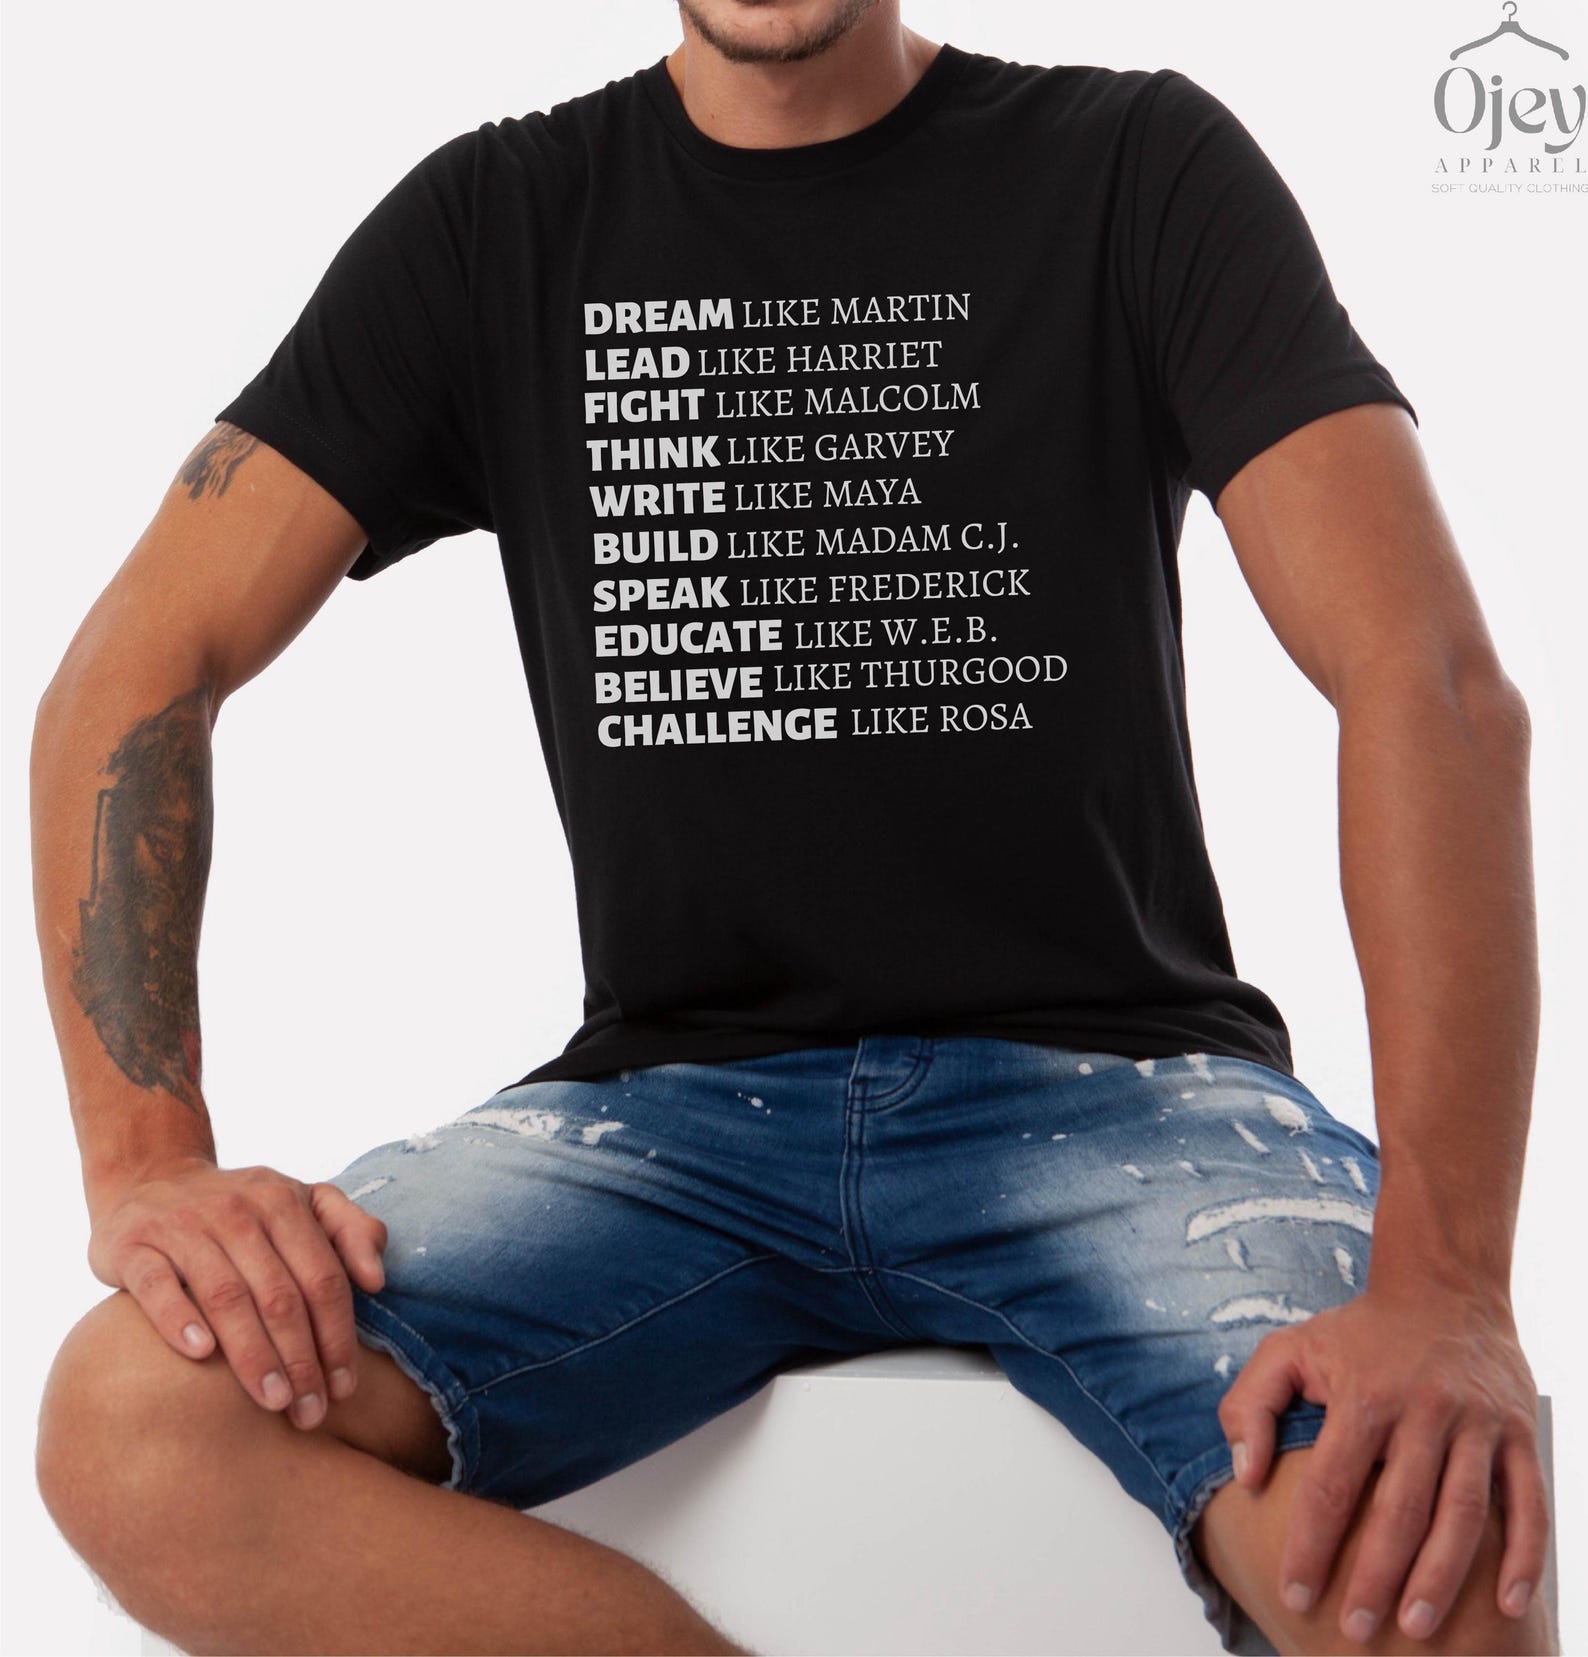 Ojey
APPAREL
SOFT QUALITY CLOTHING
DREAM LIKE MARTIN
LEAD LIKE HARRIET
FIGHT LIKE MALCOLM
THINK LIKE GARVEY
WRITE LIKE MAYA
BUILD LIKE MADAM C.J.
SPEAK LIKE FREDERICK
EDUCATE LIKE W.E.B.
BELIEVE LIKE THURGOOD
CHALLENGE LIKE ROSA